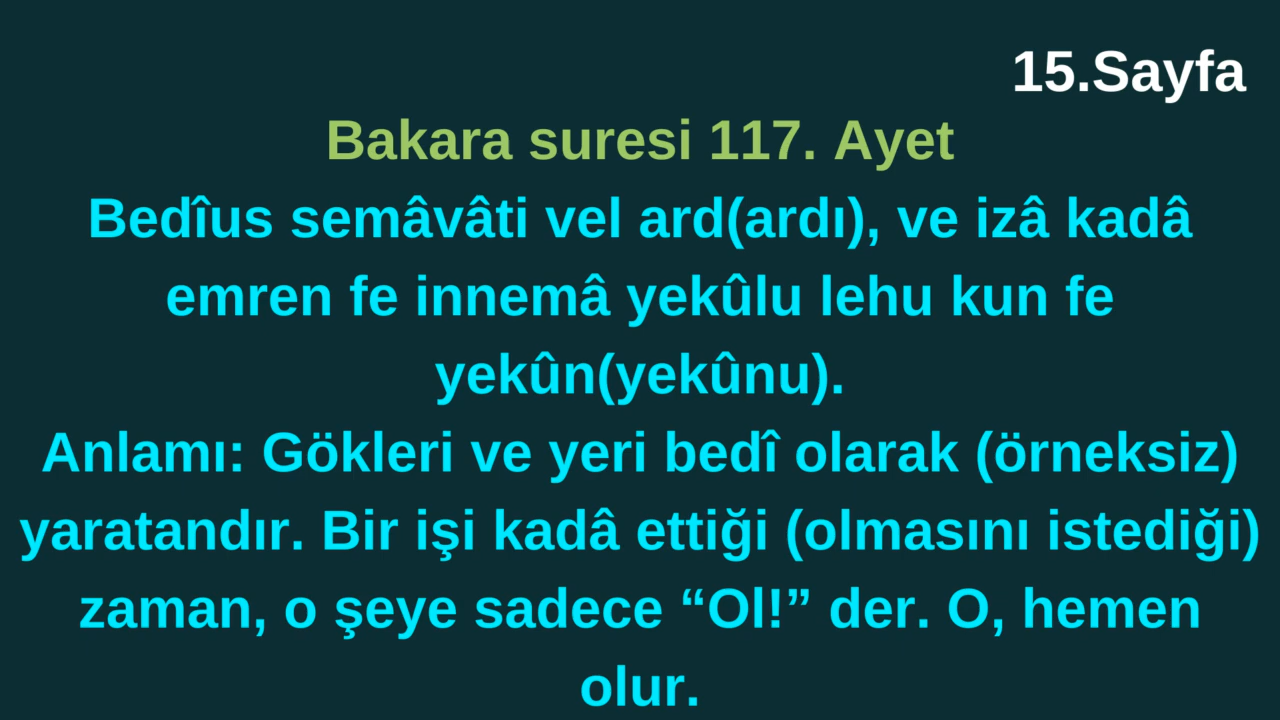 15.Sayfa
Bakara suresi 117. Ayet
Bedîus semâvâti vel ard(ardı), ve izâ kadâ
emren fe innemâ yekûlu lehu kun fe
yekûn(yekûnu).
Anlamı: Gökleri ve yeri bedî olarak (örneksiz)
yaratandır. Bir işi kadâ ettiği (olmasını istediği)
zaman, o şeye sadece “Ol!” der. O, hemen
olur.